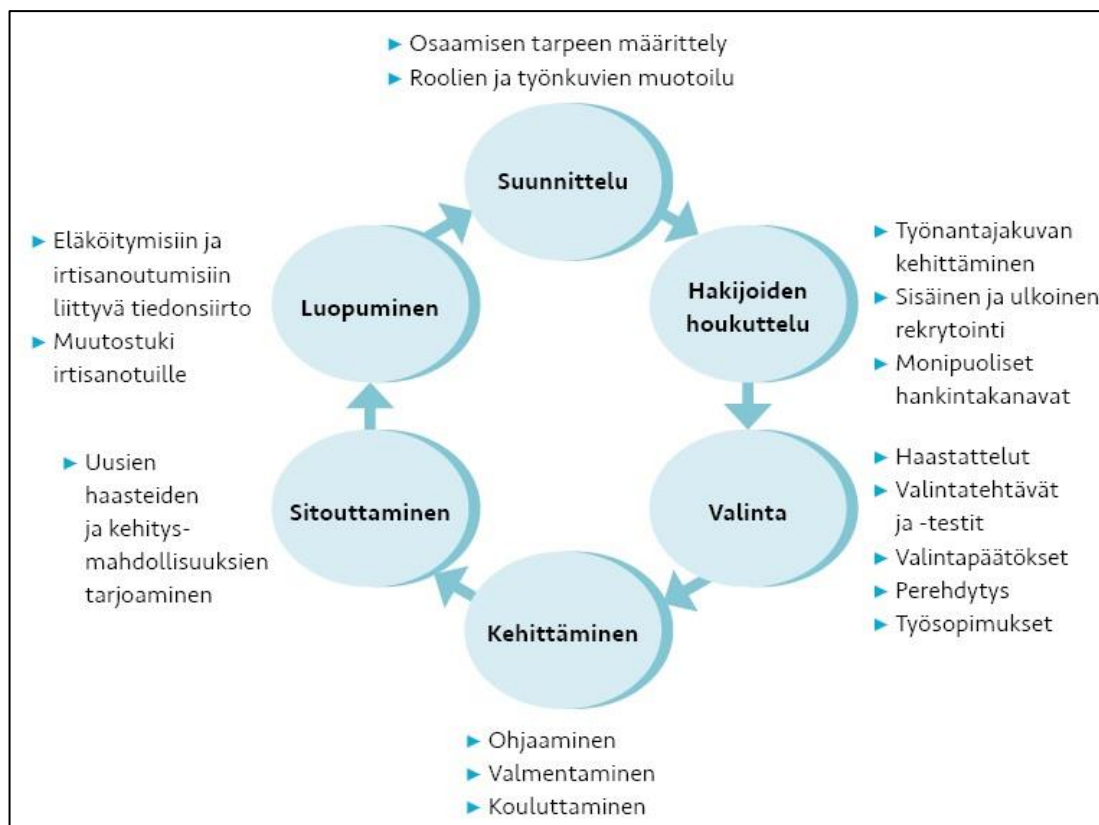 ► Osaamisen tarpeen määrittely
► Roolien ja työnkuvien muotoilu
Suunnittelu
Hakijoiden
houkuttelu
► Työnantajakuvan
kehittäminen
► Sisäinen ja ulkoinen
rekrytointi
► Monipuoliset
hankintakanavat
Valinta
► Haastattelut
► Valintatehtävät
ja -testit
► Valintapäätökset
► Perehdytys
► Työsopimukset
Kehittäminen
► Ohjaaminen
► Valmentaminen
► Kouluttaminen
Sitouttaminen
► Uusien
haasteiden
ja kehitys-
mahdollisuuksien
tarjoaminen
Luopuminen
► Eläköitymisiin ja
irtisanoutumisiin
liittyvä tiedonsiirto
► Muutostuki
irtisanotuille